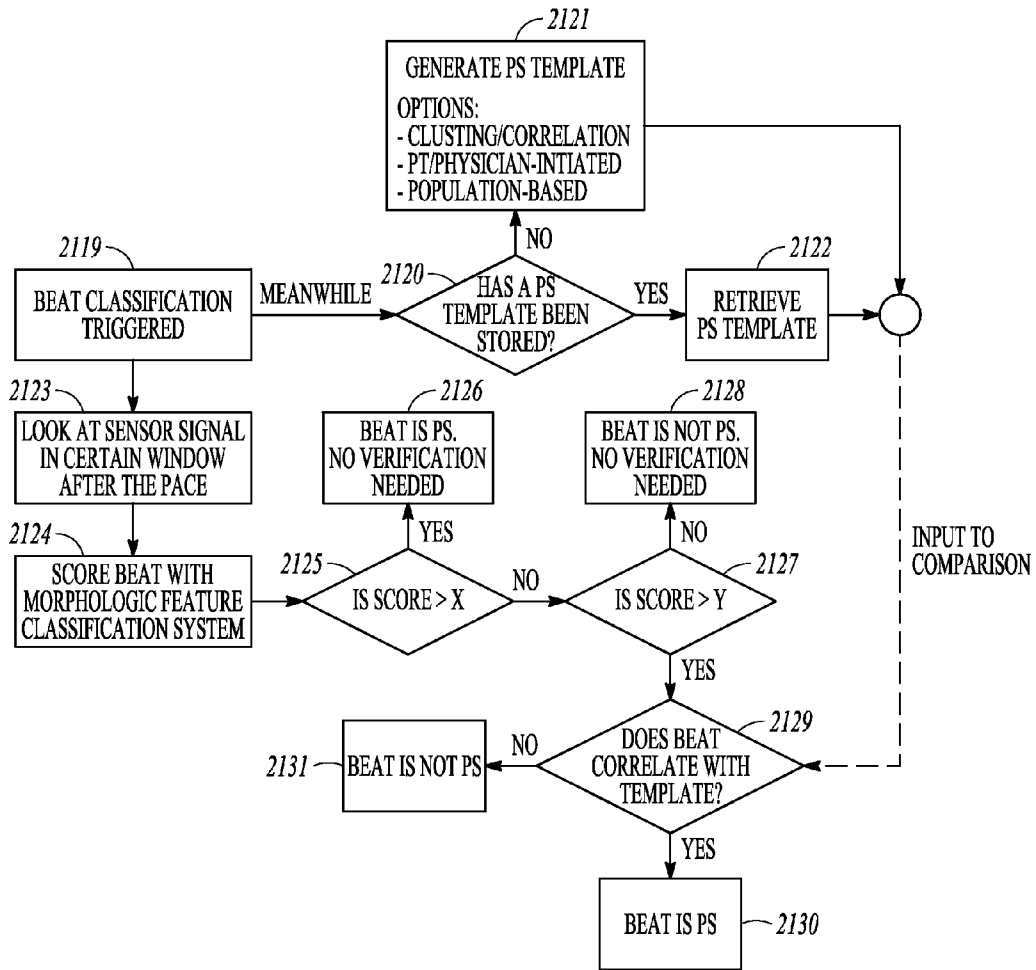 2121
GENERATE PS TEMPLATE
OPTIONS:
- CLUSTING/CORRELATION
- PT/PHYSICIAN-INTIATED
- POPULATION-BASED
2119
BEAT CLASSIFICATION
TRIGGERED
MEANWHILE
2120
NO
HAS A PS
TEMPLATE BEEN
STORED?
YES
2122
RETRIEVE
PS TEMPLATE
2123
LOOK AT SENSOR SIGNAL
IN CERTAIN WINDOW
AFTER THE PACE
2126
BEAT IS PS.
NO VERIFICATION
NEEDED
2128
BEAT IS NOT PS.
NO VERIFICATION
NEEDED
2124
SCORE BEAT WITH
MORPHOLOGIC FEATURE
CLASSIFICATION SYSTEM
2125
YES
IS SCORE > X
NO
NO
2127
IS SCORE > Y
INPUT TO
COMPARISON
YES
2129
DOES BEAT
CORRELATE WITH
TEMPLATE?
NO
2131
BEAT IS NOT PS
YES
BEAT IS PS
2130